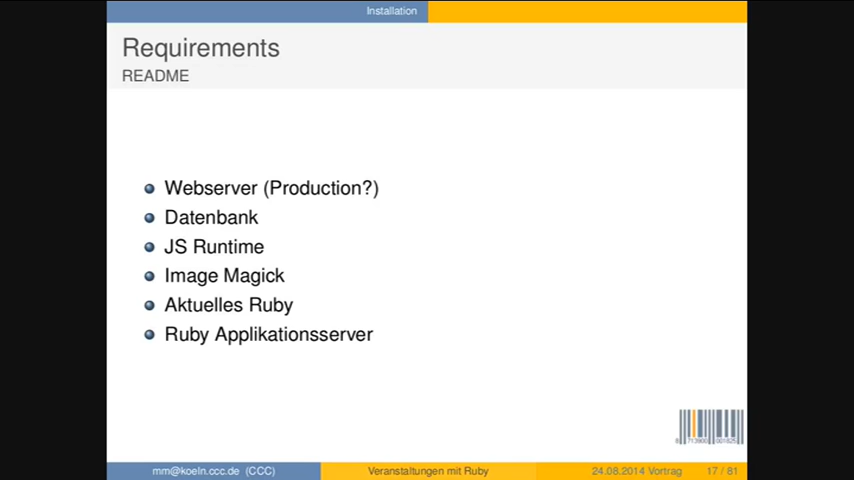 Installation
Requirements
README
Webserver (Production?)
Datenbank
JS Runtime
Image Magick
Aktuelles Ruby
Ruby Applikationsserver
mm@koeln.ccc.de (CCC)
Veranstaltungen mit Ruby
24.08.2014 Vortrag
17 / 81